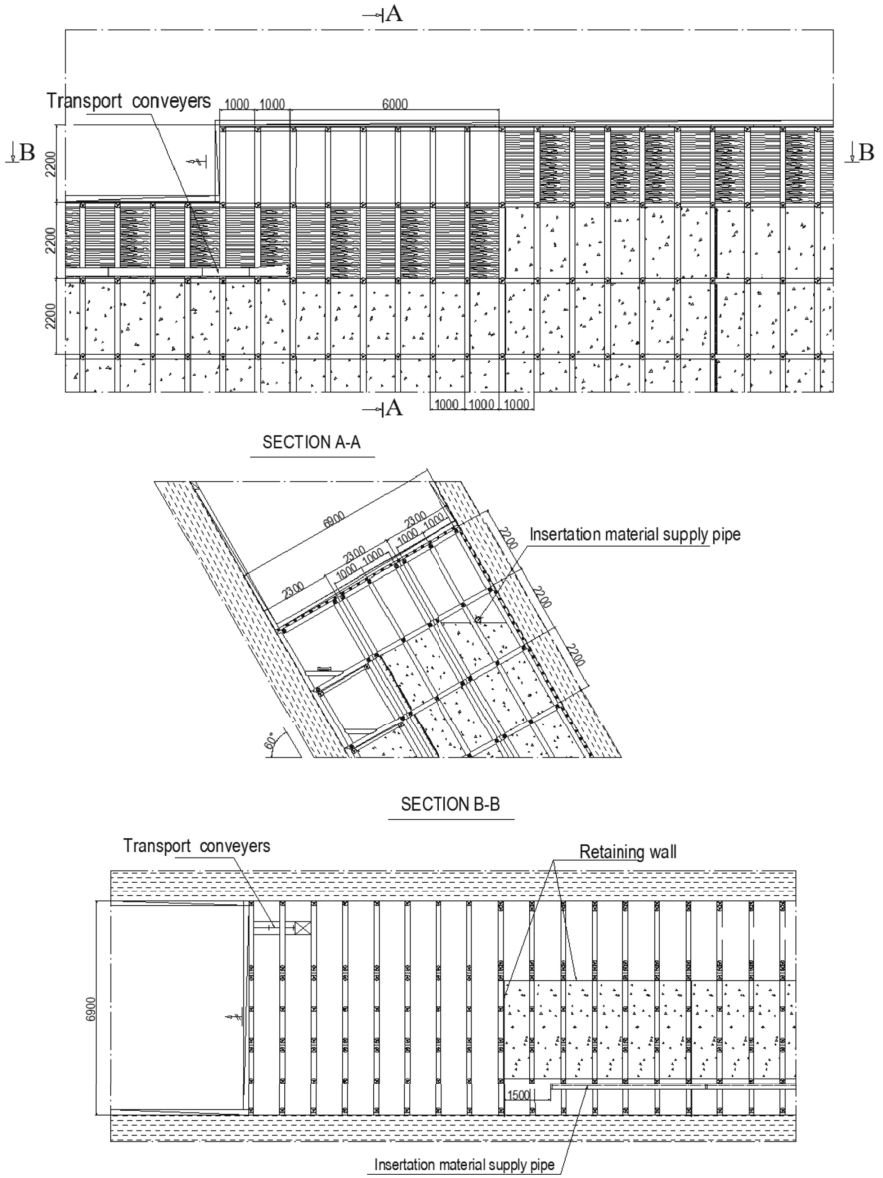 A
Transport conveyers
1000
1000
6000
B
B
2200
2200
2200
A
1000
1000
1000
SECTION A-A
6900
2300
2300
2300
1000
1000
1000
1000
2200
2200
2200
Insertation material supply pipe
60°
SECTION B-B
Transport conveyers
Retaining wall
6900
1500
Insertation material supply pipe